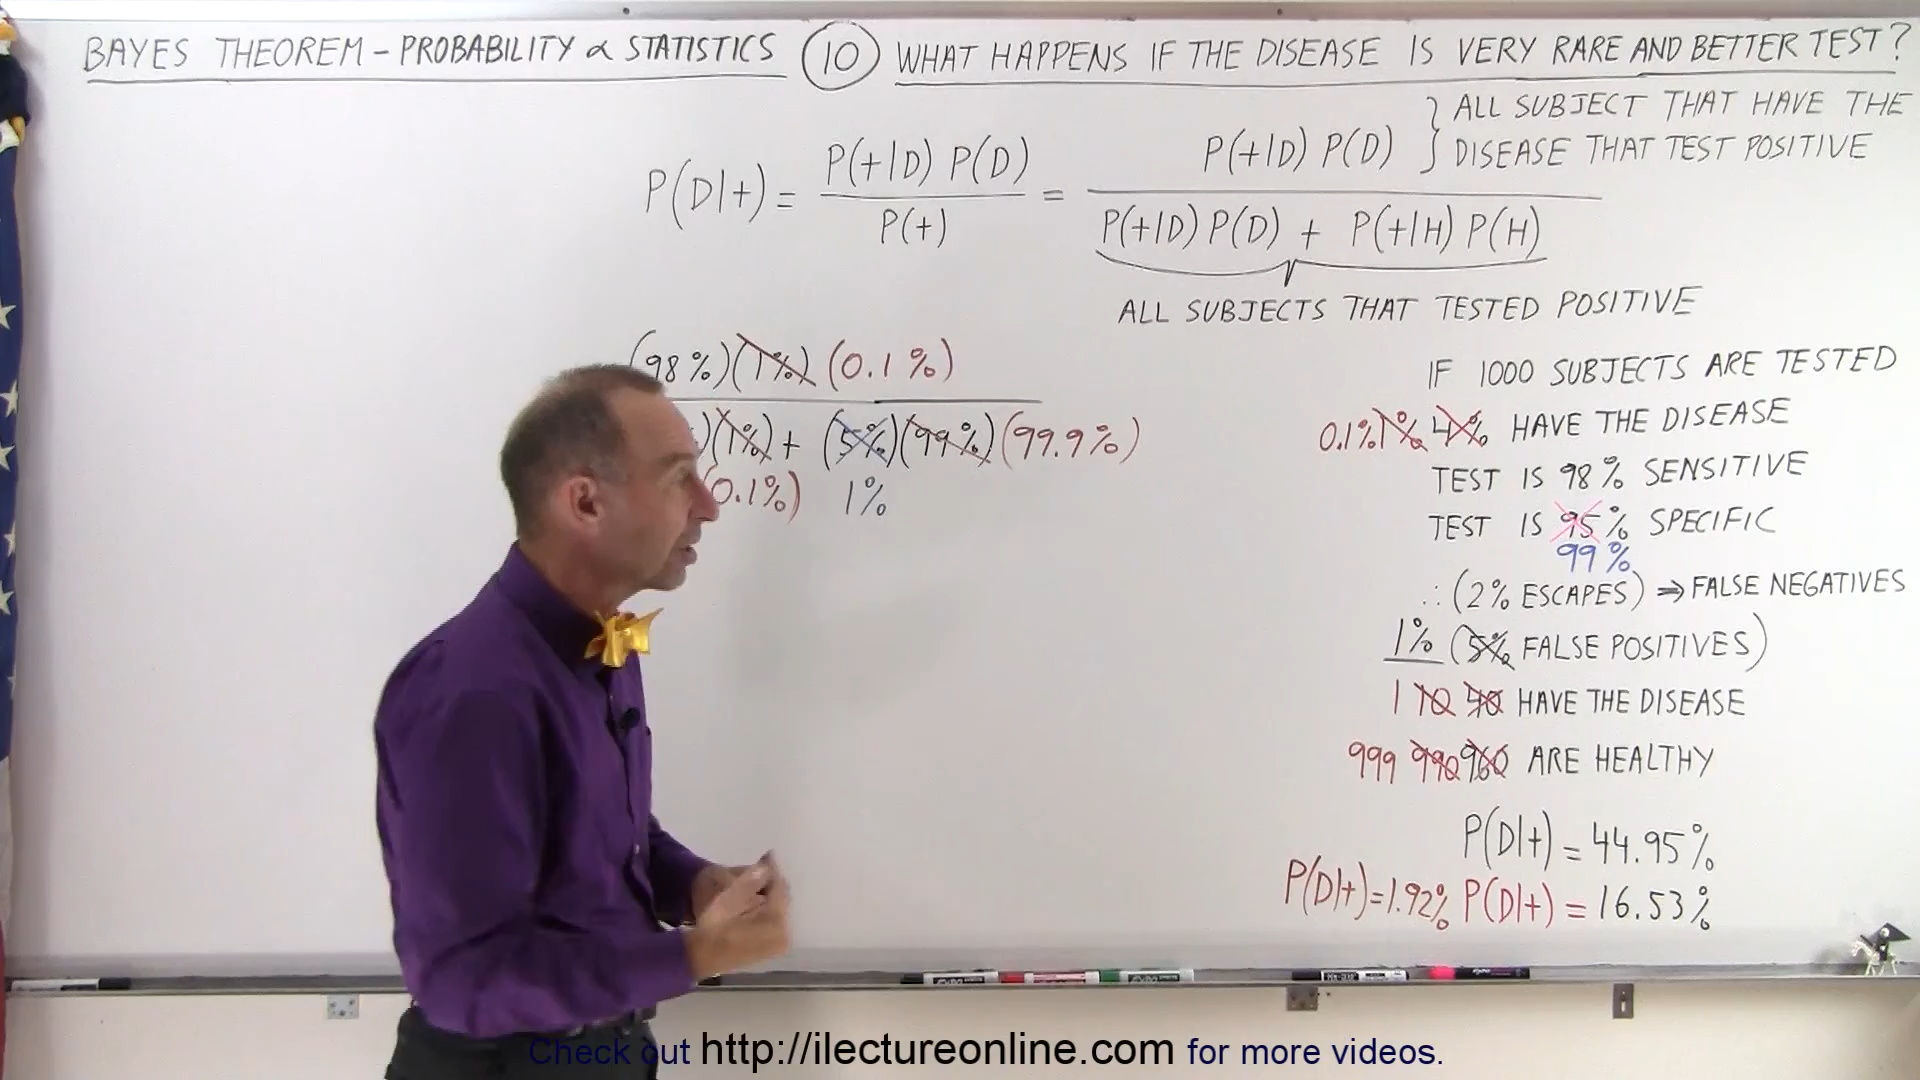 BAYES THEOREM - PROBABILITY & STATISTICS (10) WHAT HAPPENS IF THE DISEASE IS VERY RARE AND BETTER TEST?
P(D|+) = P(+|D) P(D) / P(+) = P(+|D) P(D) / P(+|D) P(D) + P(+|H) P(H)
} ALL SUBJECT THAT HAVE THE
DISEASE THAT TEST POSITIVE
ALL SUBJECTS THAT TESTED POSITIVE
(98%)(1%) (0.1%)
)(1%) + (5%)(99%)(99.9%)
(0.1%) 1%
IF 1000 SUBJECTS ARE TESTED
0.1% 1% 4% HAVE THE DISEASE
TEST IS 98% SENSITIVE
TEST IS 95% SPECIFIC
99%
∴ (2% ESCAPES) ⇒ FALSE NEGATIVES
1% (5% FALSE POSITIVES)
1 10 40 HAVE THE DISEASE
999 990 960 ARE HEALTHY
P(D|+) = 44.95%
P(D|+) = 1.92% P(D|+) = 16.53%
Check out http://ilectureonline.com for more videos.